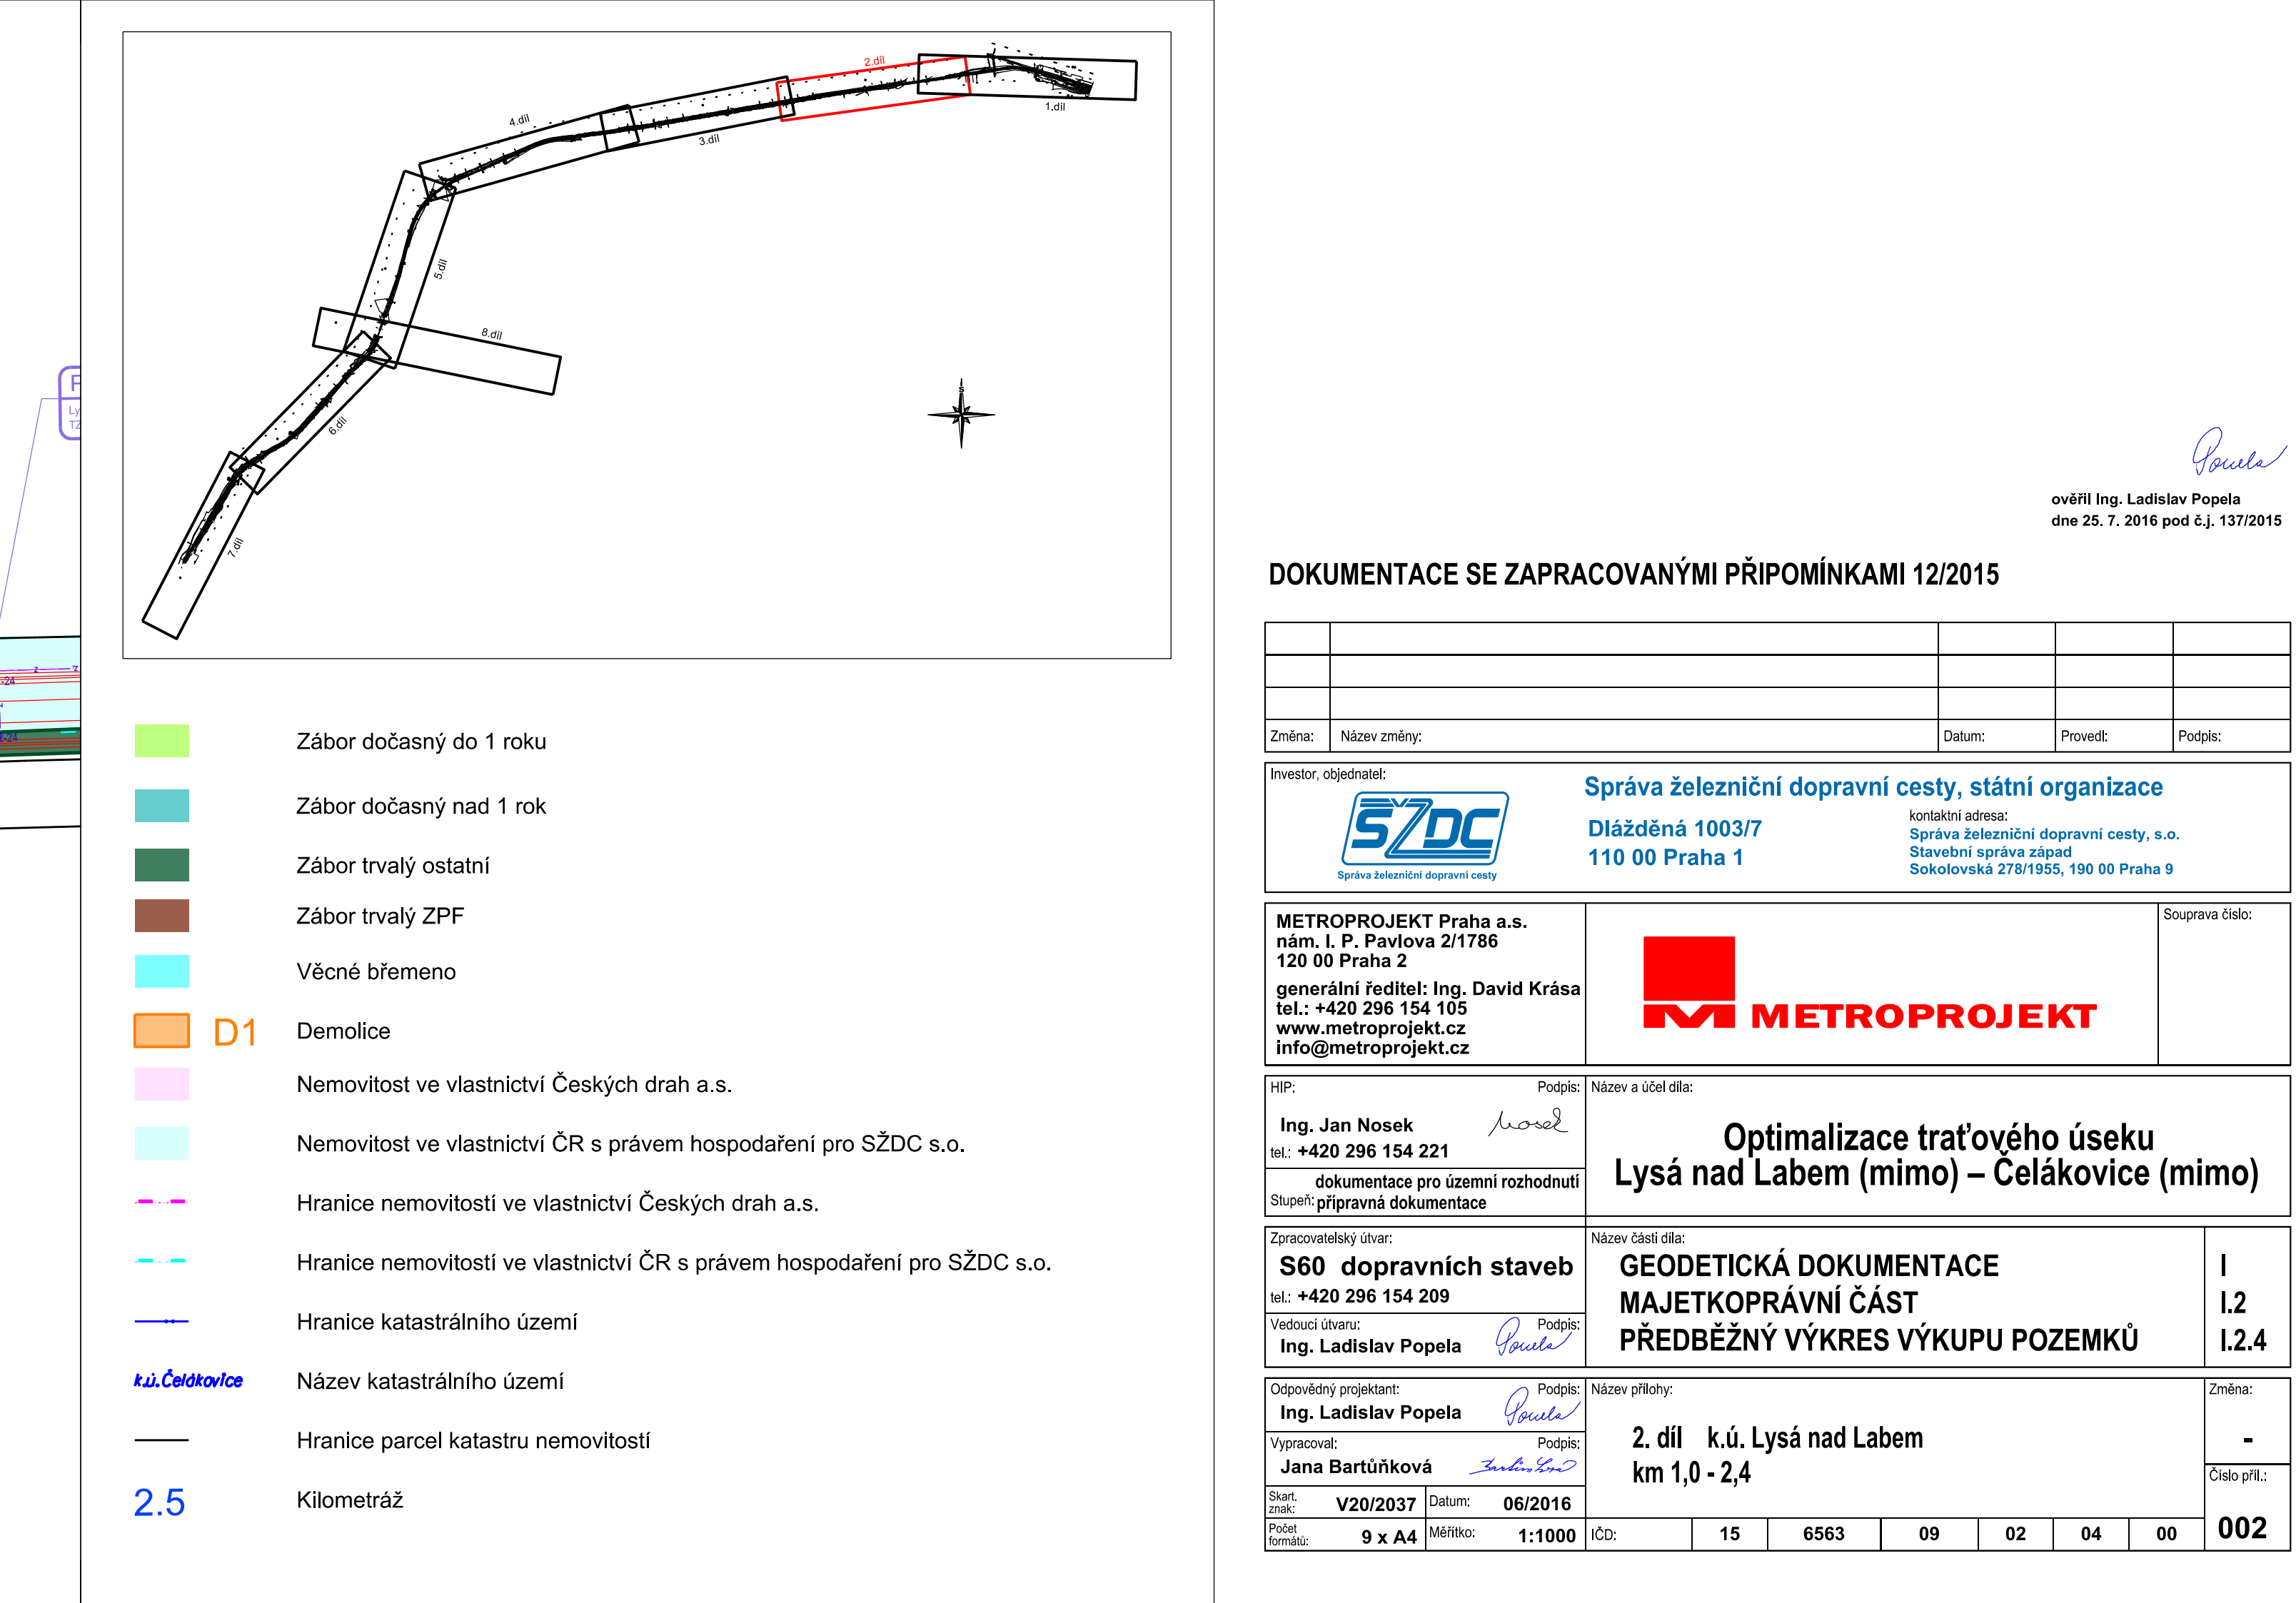 2.díl
1.díl
4.díl
3.díl
5.díl
8.díl
6.díl
7.díl
S
-24
Zábor dočasný do 1 roku
Zábor dočasný nad 1 rok
Zábor trvalý ostatní
Zábor trvalý ZPF
Věcné břemeno
D1 Demolice
Nemovitost ve vlastnictví Českých drah a.s.
Nemovitost ve vlastnictví ČR s právem hospodaření pro SŽDC s.o.
Hranice nemovitostí ve vlastnictví Českých drah a.s.
Hranice nemovitostí ve vlastnictví ČR s právem hospodaření pro SŽDC s.o.
Hranice katastrálního území
k.ú.Čelákovice Název katastrálního území
Hranice parcel katastru nemovitostí
2.5 Kilometráž
ověřil Ing. Ladislav Popela
dne 25. 7. 2016 pod č.j. 137/2015
DOKUMENTACE SE ZAPRACOVANÝMI PŘIPOMÍNKAMI 12/2015
Změna: Název změny: Datum: Provedl: Podpis:
Investor, objednatel:
SŽDC
Správa železniční dopravní cesty
Správa železniční dopravní cesty, státní organizace
Dlážděná 1003/7
110 00 Praha 1
kontaktní adresa:
Správa železniční dopravní cesty, s.o.
Stavební správa západ
Sokolovská 278/1955, 190 00 Praha 9
METROPROJEKT Praha a.s.
nám. I. P. Pavlova 2/1786
120 00 Praha 2
generální ředitel: Ing. David Krása
tel.: +420 296 154 105
www.metroprojekt.cz
info@metroprojekt.cz
METROPROJEKT
Souprava číslo:
HIP: Podpis:
Ing. Jan Nosek
tel.: +420 296 154 221
Stupeň: dokumentace pro územní rozhodnutí
přípravná dokumentace
Název a účel díla:
Optimalizace traťového úseku
Lysá nad Labem (mimo) – Čelákovice (mimo)
Zpracovatelský útvar:
S60 dopravních staveb
tel.: +420 296 154 209
Vedoucí útvaru: Podpis:
Ing. Ladislav Popela
Název části díla:
GEODETICKÁ DOKUMENTACE I
MAJETKOPRÁVNÍ ČÁST I.2
PŘEDBĚŽNÝ VÝKRES VÝKUPU POZEMKŮ I.2.4
Odpovědný projektant: Podpis:
Ing. Ladislav Popela
Vypracoval: Podpis:
Jana Bartůňková
Skart. znak: V20/2037 Datum: 06/2016
Počet formátů: 9 x A4 Měřítko: 1:1000
Název přílohy:
2. díl k.ú. Lysá nad Labem
km 1,0 - 2,4
Změna:
-
Číslo příl.:
002
IČD: 15 6563 09 02 04 00